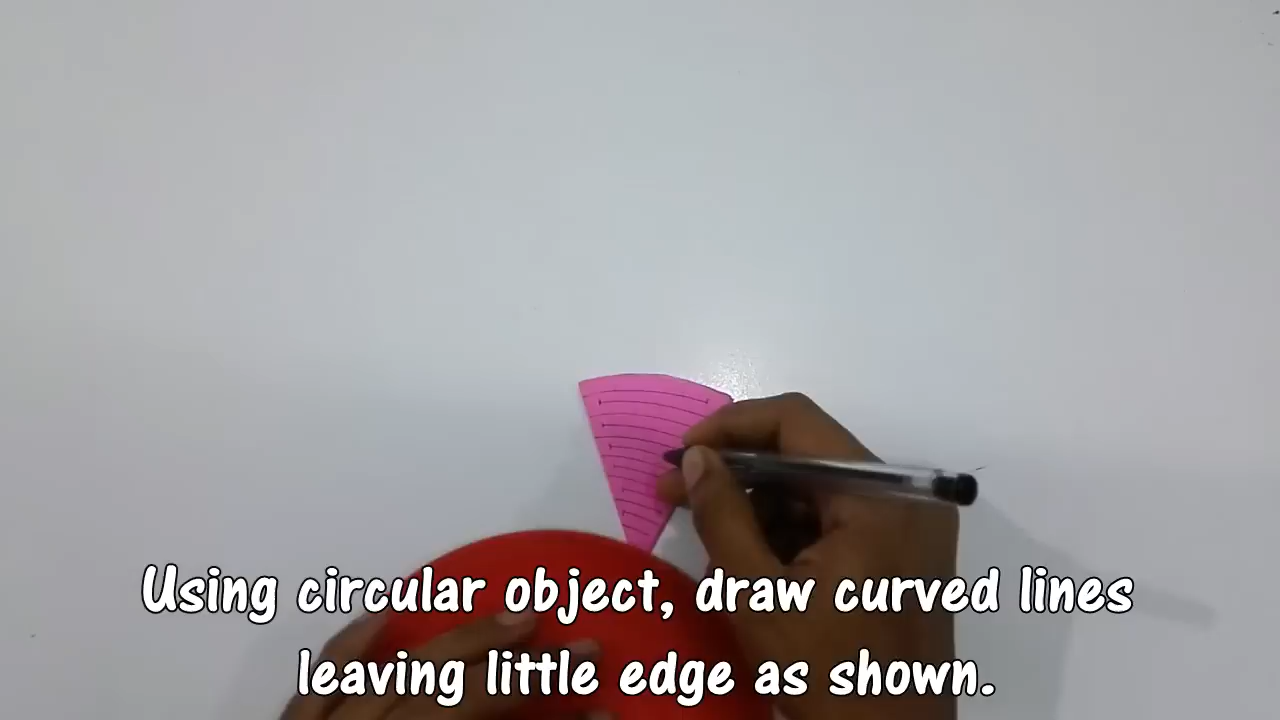 Using circular object, draw curved lines
leaving little edge as shown.